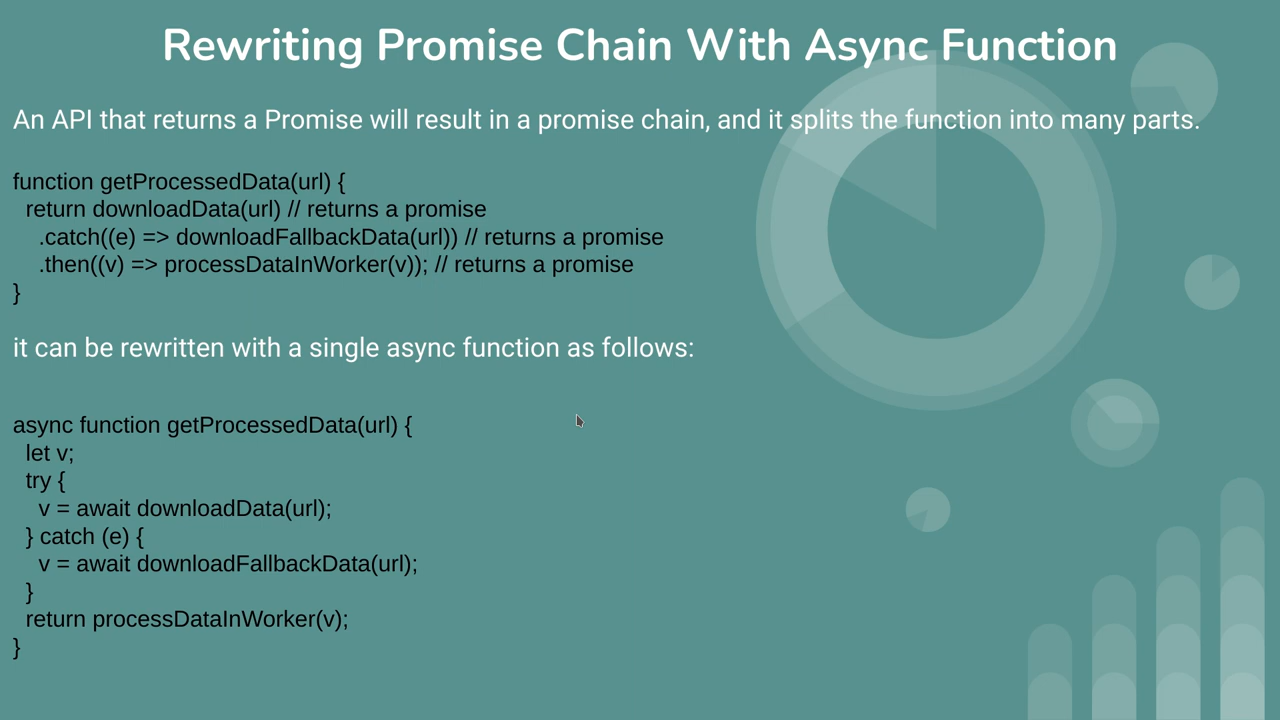 Rewriting Promise Chain With Async Function
An API that returns a Promise will result in a promise chain, and it splits the function into many parts.
function getProcessedData(url) {
  return downloadData(url) // returns a promise
    .catch((e) => downloadFallbackData(url)) // returns a promise
    .then((v) => processDataInWorker(v)); // returns a promise
}
it can be rewritten with a single async function as follows:
async function getProcessedData(url) {
  let v;
  try {
    v = await downloadData(url);
  } catch (e) {
    v = await downloadFallbackData(url);
  }
  return processDataInWorker(v);
}